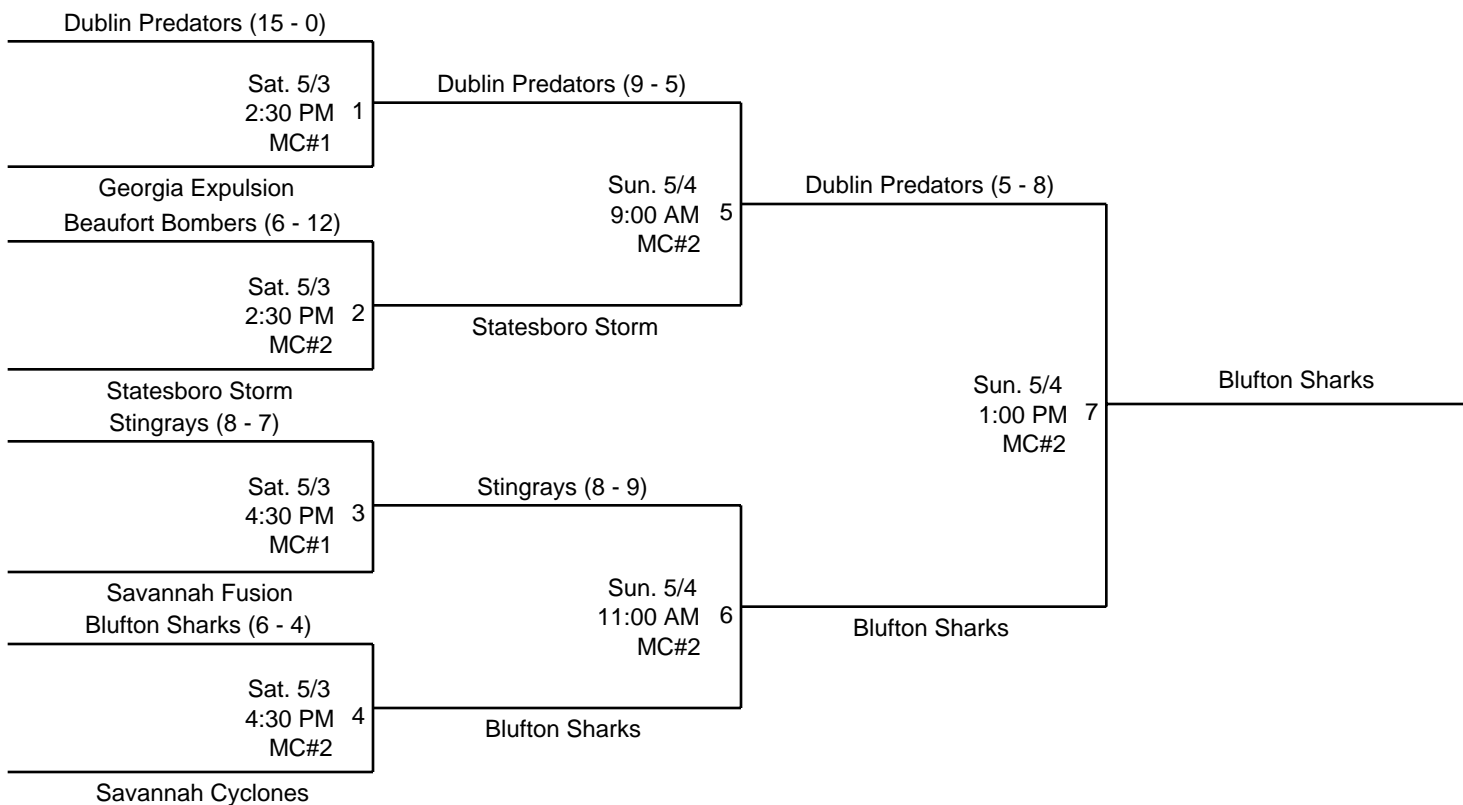 Dublin Predators (15 - 0)
Sat. 5/3
2:30 PM 1
MC#1
Georgia Expulsion
Beaufort Bombers (6 - 12)
Sat. 5/3
2:30 PM 2
MC#2
Statesboro Storm
Stingrays (8 - 7)
Sat. 5/3
4:30 PM 3
MC#1
Savannah Fusion
Blufton Sharks (6 - 4)
Sat. 5/3
4:30 PM 4
MC#2
Savannah Cyclones
Dublin Predators (9 - 5)
Sun. 5/4
9:00 AM 5
MC#2
Statesboro Storm
Stingrays (8 - 9)
Sun. 5/4
11:00 AM 6
MC#2
Blufton Sharks
Dublin Predators (5 - 8)
Sun. 5/4
1:00 PM 7
MC#2
Blufton Sharks
Blufton Sharks